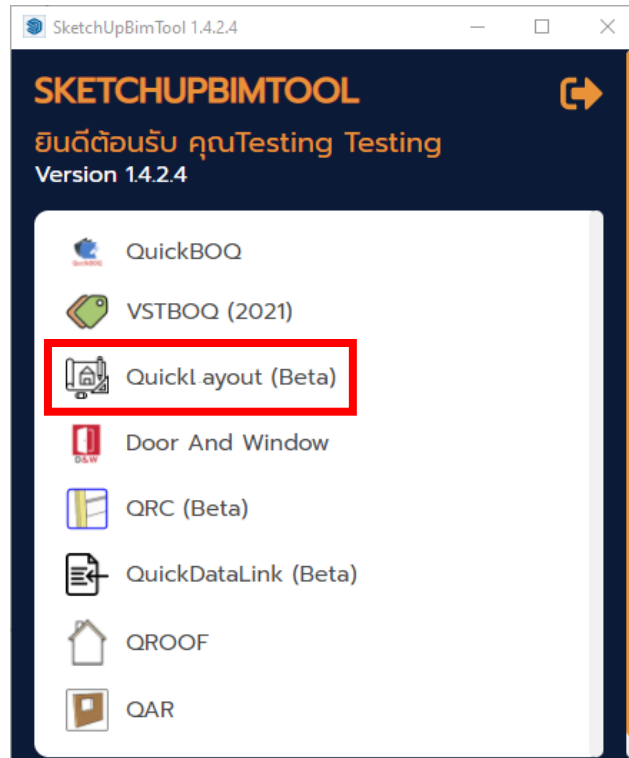 SketchUpBimTool 1.4.2.4
SKETCHUPBIMTOOL
ยินดีต้อนรับ คุณTesting Testing
Version 1.4.2.4
QuickBOQ
QuickBOQ
VSTBOQ (2021)
QuickLayout (Beta)
D&W
Door And Window
QRC (Beta)
QuickDataLink (Beta)
QROOF
QAR